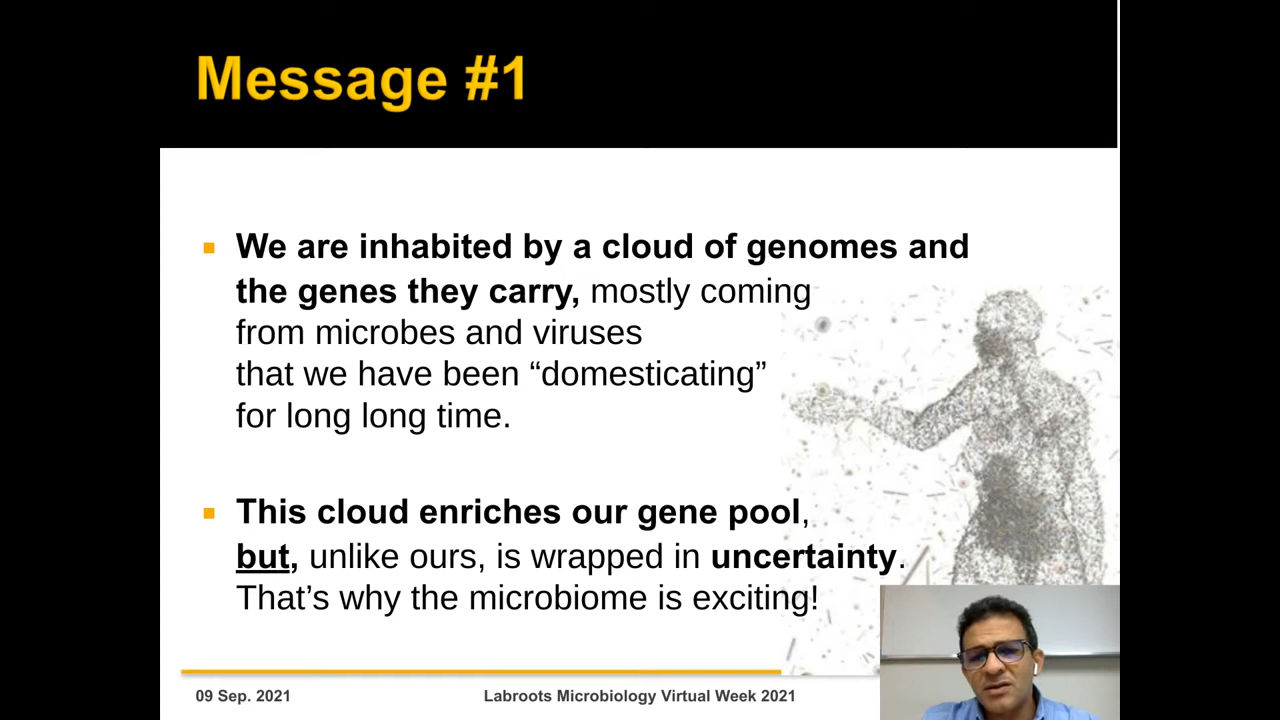 Message #1
We are inhabited by a cloud of genomes and
the genes they carry, mostly coming
from microbes and viruses
that we have been “domesticating”
for long long time.
This cloud enriches our gene pool,
but, unlike ours, is wrapped in uncertainty.
That’s why the microbiome is exciting!
09 Sep. 2021
Labroots Microbiology Virtual Week 2021